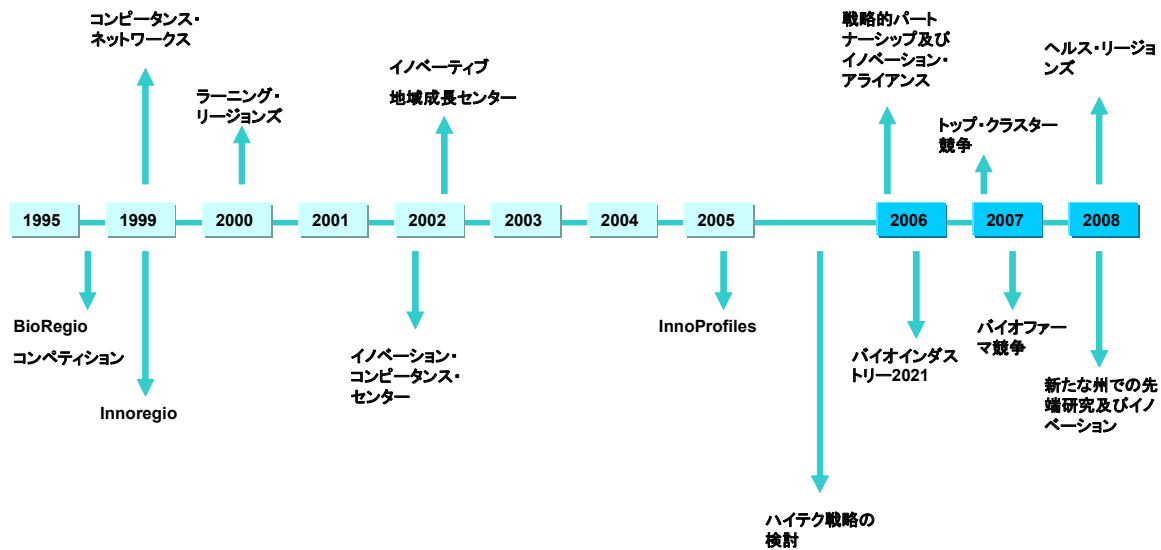 コンピータンス・
ネットワークス
ラーニング・
リージョンズ
イノベーティブ
地域成長センター
戦略的パート
ナーシップ及び
イノベーション・
アライアンス
トップ・クラスター
競争
ヘルス・リージョ
ンズ
1995
1999
2000
2001
2002
2003
2004
2005
2006
2007
2008
BioRegio
コンペティション
Innoregio
イノベーション・
コンピータンス・
センター
InnoProfiles
ハイテク戦略の
検討
バイオインダス
トリー2021
バイオファー
マ競争
新たな州での先
端研究及びイノ
ベーション